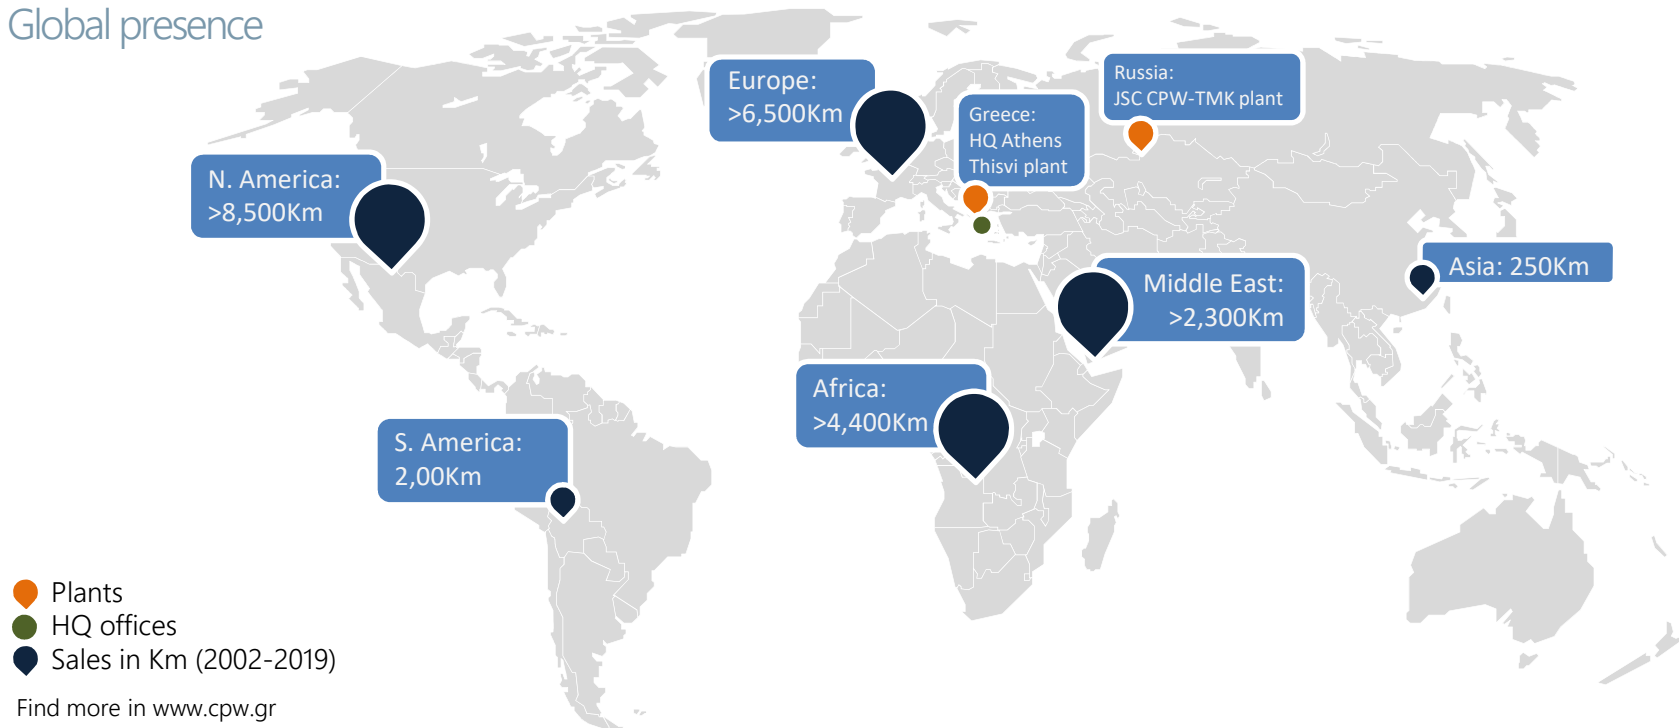 Global presence
Europe:
>6,500Km
Russia:
JSC CPW-TMK plant
Greece:
HQ Athens
Thisvi plant
N. America:
>8,500Km
Asia: 250Km
Middle East:
>2,300Km
Africa:
>4,400Km
S. America:
2,00Km
Plants
HQ offices
Sales in Km (2002-2019)
Find more in www.cpw.gr